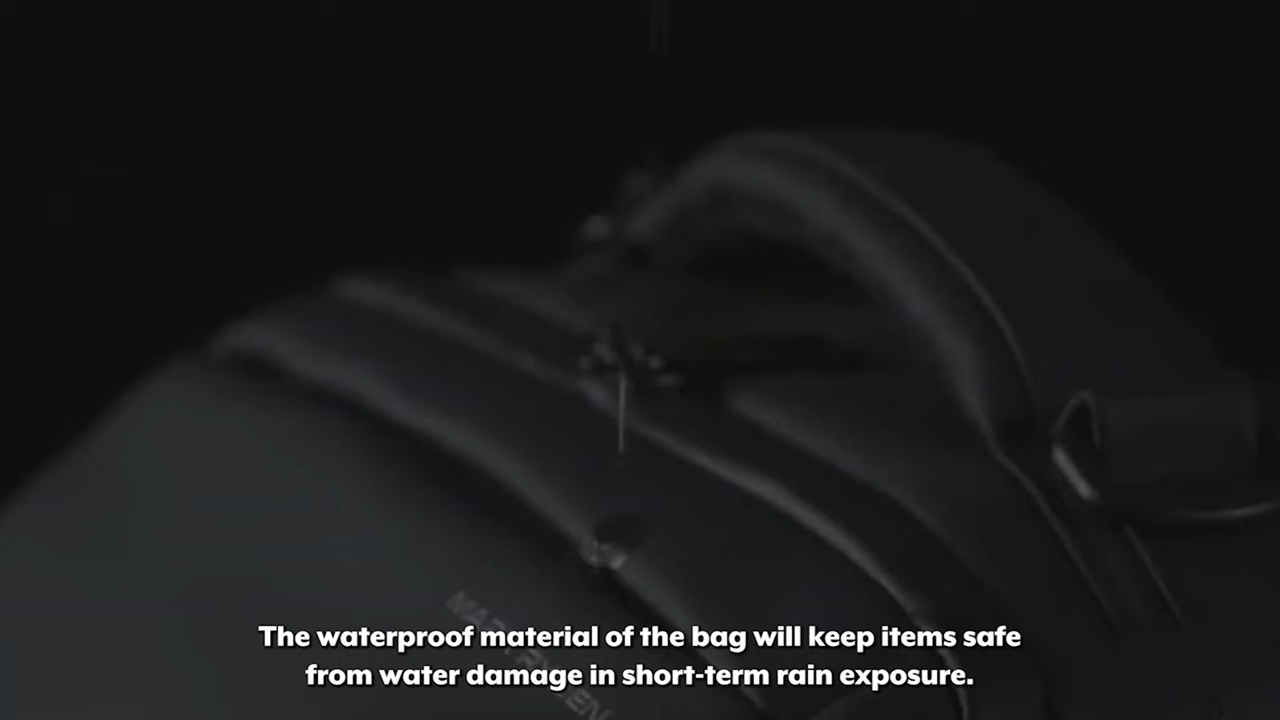 The waterproof material of the bag will keep items safe
from water damage in short-term rain exposure.